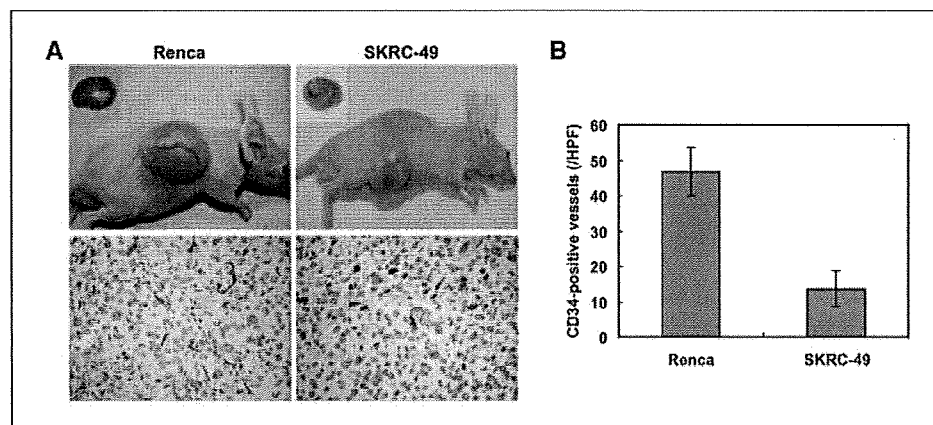 A
Renca
SKRC-49
B
CD34-positive vessels (/HPF)
60
50
40
30
20
10
0
Renca
SKRC-49